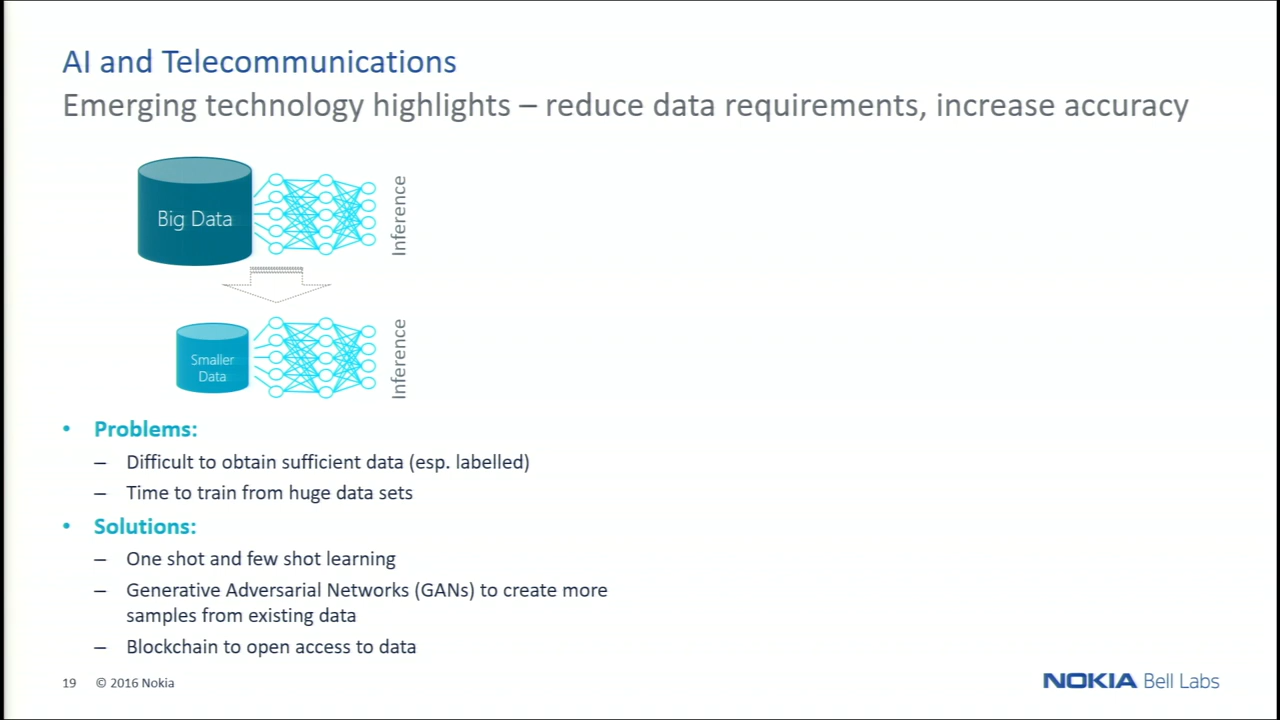 AI and Telecommunications
Emerging technology highlights – reduce data requirements, increase accuracy
Big Data
Inference
Smaller
Data
Inference
• Problems:
– Difficult to obtain sufficient data (esp. labelled)
– Time to train from huge data sets
• Solutions:
– One shot and few shot learning
– Generative Adversarial Networks (GANs) to create more
samples from existing data
– Blockchain to open access to data
19 © 2016 Nokia
NOKIA Bell Labs